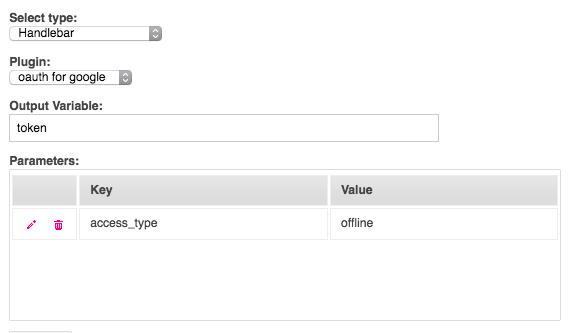 Select type:
Handlebar
Plugin:
oauth for google
Output Variable:
token
Parameters:
Key Value
access_type offline